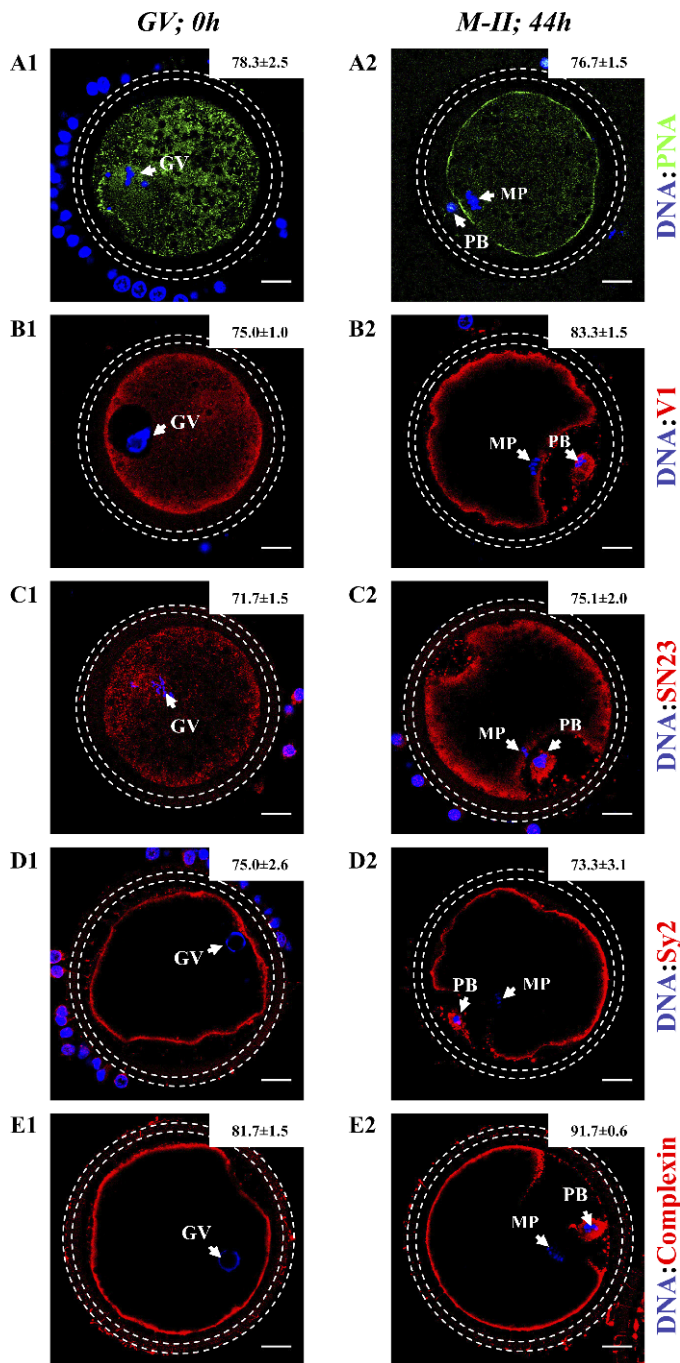 GV; 0h M-II; 44h
A1 78.3±2.5 A2 76.7±1.5
GV MP
PB
DNA:PNA
B1 75.0±1.0 B2 83.3±1.5
GV MP PB
DNA:V1
C1 71.7±1.5 C2 75.1±2.0
GV MP PB
DNA:SN23
D1 75.0±2.6 D2 73.3±3.1
GV PB MP
DNA:Sy2
E1 81.7±1.5 E2 91.7±0.6
GV MP PB
DNA:Complexin